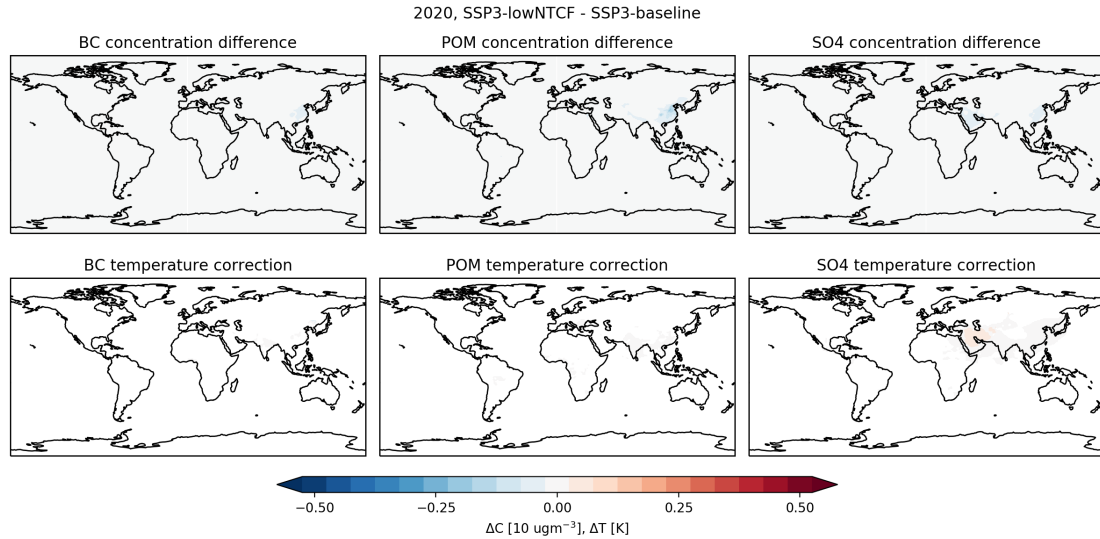 2020, SSP3-lowNTCF - SSP3-baseline
BC concentration difference
POM concentration difference
SO4 concentration difference
BC temperature correction
POM temperature correction
SO4 temperature correction
−0.50 −0.25 0.00 0.25 0.50
ΔC [10 ugm⁻³], ΔT [K]